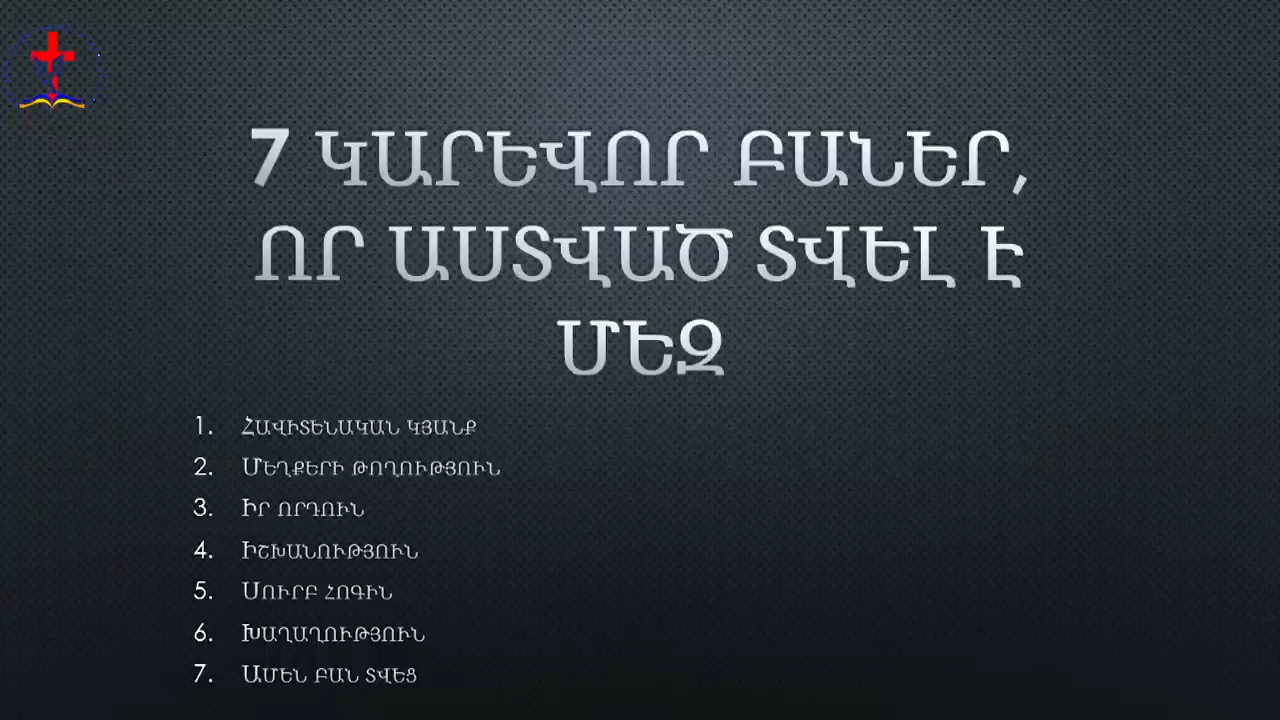 7 ԿԱՐԵՎՈՐ ԲԱՆԵՐ,
ՈՐ ԱՍՏՎԱԾ ՏՎԵԼ Է
ՄԵԶ
1. ՀԱՎԻՏԵՆԱԿԱՆ ԿՅԱՆՔ
2. ՄԵՂՔԵՐԻ ԹՈՂՈՒԹՅՈՒՆ
3. ԻՐ ՈՐԴՈՒՆ
4. ԻՇԽԱՆՈՒԹՅՈՒՆ
5. ՍՈՒՐԲ ՀՈԳԻՆ
6. ԽԱՂԱՂՈՒԹՅՈՒՆ
7. ԱՄԵՆ ԲԱՆ ՏՎԵՑ